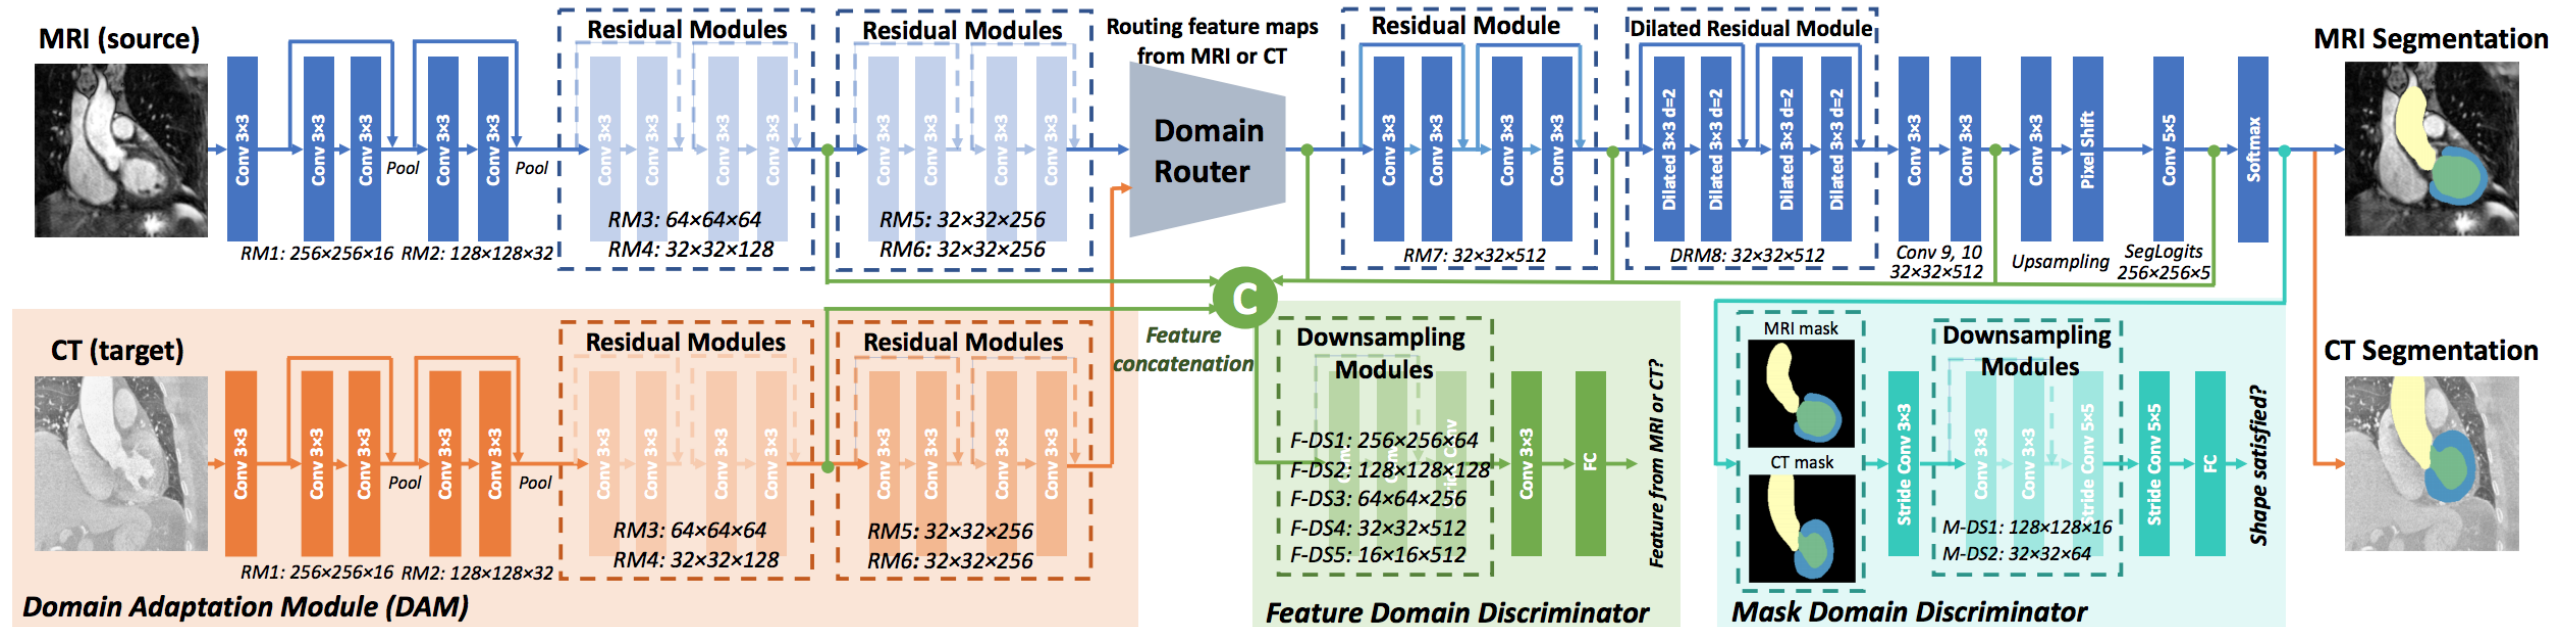 MRI (source)
Conv 3×3
Conv 3×3
Conv 3×3
Pool
Conv 3×3
Conv 3×3
Pool
RM1: 256×256×16
RM2: 128×128×32
Residual Modules
Conv 3×3
Conv 3×3
Conv 3×3
Conv 3×3
RM3: 64×64×64
RM4: 32×32×128
Residual Modules
Conv 3×3
Conv 3×3
Conv 3×3
Conv 3×3
RM5: 32×32×256
RM6: 32×32×256
Routing feature maps
from MRI or CT
Domain
Router
Residual Module
Conv 3×3
Conv 3×3
Conv 3×3
Conv 3×3
RM7: 32×32×512
Dilated Residual Module
Dilated 3×3 d=2
Dilated 3×3 d=2
Dilated 3×3 d=2
Dilated 3×3 d=2
DRM8: 32×32×512
Conv 3×3
Conv 3×3
Conv 9, 10
32×32×512
Conv 3×3
Pixel Shift
Upsampling
Conv 5×5
SegLogits
256×256×5
Softmax
MRI Segmentation
CT (target)
Conv 3×3
Conv 3×3
Conv 3×3
Pool
Conv 3×3
Conv 3×3
Pool
RM1: 256×256×16
RM2: 128×128×32
Residual Modules
Conv 3×3
Conv 3×3
Conv 3×3
Conv 3×3
RM3: 64×64×64
RM4: 32×32×128
Residual Modules
Conv 3×3
Conv 3×3
Conv 3×3
Conv 3×3
RM5: 32×32×256
RM6: 32×32×256
Domain Adaptation Module (DAM)
C
Feature
concatenation
Downsampling
Modules
F-DS1: 256×256×64
F-DS2: 128×128×128
F-DS3: 64×64×256
F-DS4: 32×32×512
F-DS5: 16×16×512
Conv 3×3
FC
Feature from MRI or CT?
Feature Domain Discriminator
MRI mask
CT mask
Stride Conv 3×3
Downsampling
Modules
Conv 3×3
Conv 3×3
Stride Conv 5×5
M-DS1: 128×128×16
M-DS2: 32×32×64
Stride Conv 5×5
FC
Shape satisfied?
Mask Domain Discriminator
CT Segmentation